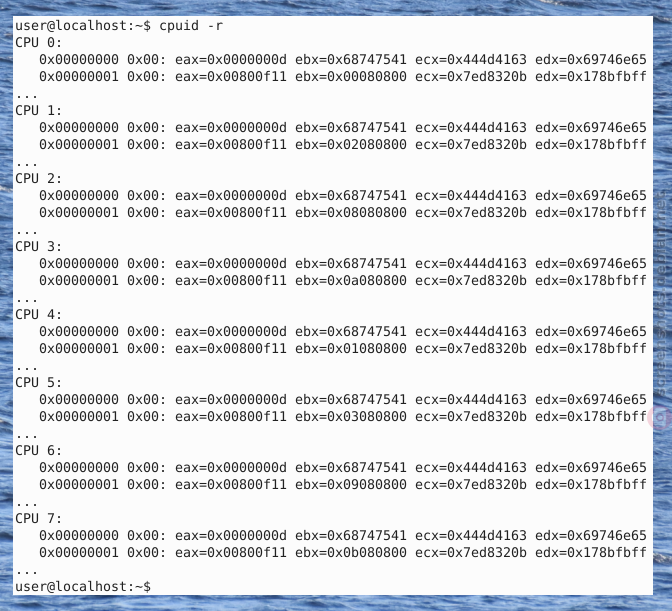 user@localhost:~$ cpuid -r
CPU 0:
   0x00000000 0x00: eax=0x0000000d ebx=0x68747541 ecx=0x444d4163 edx=0x69746e65
   0x00000001 0x00: eax=0x00800f11 ebx=0x00080800 ecx=0x7ed8320b edx=0x178bfbff
...
CPU 1:
   0x00000000 0x00: eax=0x0000000d ebx=0x68747541 ecx=0x444d4163 edx=0x69746e65
   0x00000001 0x00: eax=0x00800f11 ebx=0x02080800 ecx=0x7ed8320b edx=0x178bfbff
...
CPU 2:
   0x00000000 0x00: eax=0x0000000d ebx=0x68747541 ecx=0x444d4163 edx=0x69746e65
   0x00000001 0x00: eax=0x00800f11 ebx=0x08080800 ecx=0x7ed8320b edx=0x178bfbff
...
CPU 3:
   0x00000000 0x00: eax=0x0000000d ebx=0x68747541 ecx=0x444d4163 edx=0x69746e65
   0x00000001 0x00: eax=0x00800f11 ebx=0x0a080800 ecx=0x7ed8320b edx=0x178bfbff
...
CPU 4:
   0x00000000 0x00: eax=0x0000000d ebx=0x68747541 ecx=0x444d4163 edx=0x69746e65
   0x00000001 0x00: eax=0x00800f11 ebx=0x01080800 ecx=0x7ed8320b edx=0x178bfbff
...
CPU 5:
   0x00000000 0x00: eax=0x0000000d ebx=0x68747541 ecx=0x444d4163 edx=0x69746e65
   0x00000001 0x00: eax=0x00800f11 ebx=0x03080800 ecx=0x7ed8320b edx=0x178bfbff
...
CPU 6:
   0x00000000 0x00: eax=0x0000000d ebx=0x68747541 ecx=0x444d4163 edx=0x69746e65
   0x00000001 0x00: eax=0x00800f11 ebx=0x09080800 ecx=0x7ed8320b edx=0x178bfbff
...
CPU 7:
   0x00000000 0x00: eax=0x0000000d ebx=0x68747541 ecx=0x444d4163 edx=0x69746e65
   0x00000001 0x00: eax=0x00800f11 ebx=0x0b080800 ecx=0x7ed8320b edx=0x178bfbff
...
user@localhost:~$